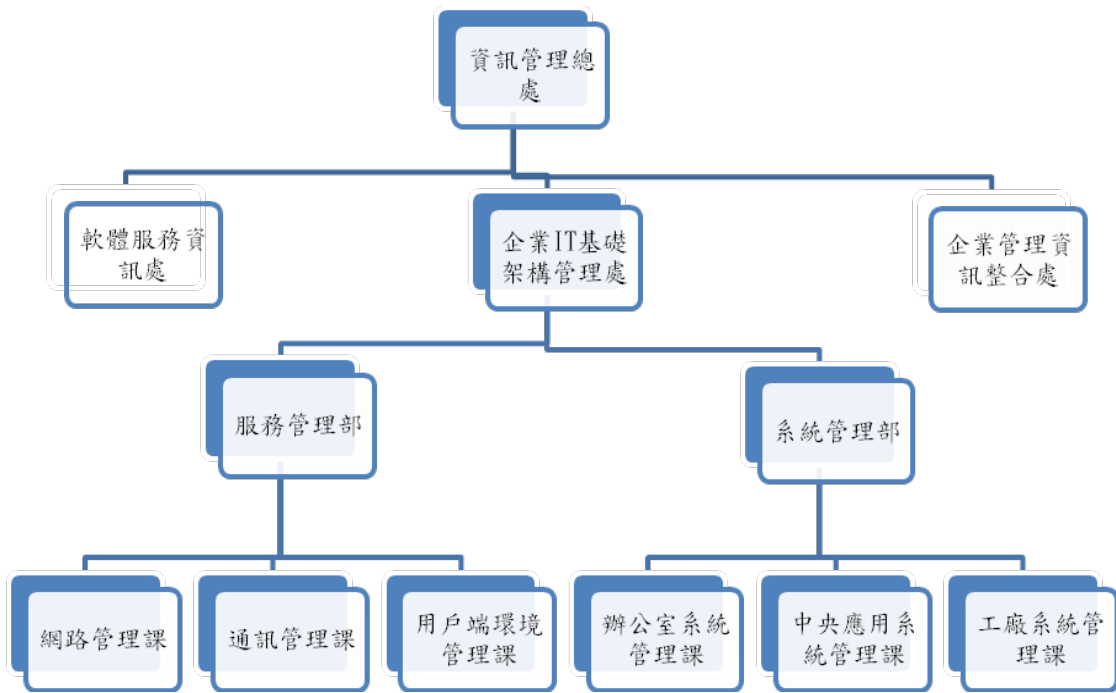 資訊管理總
處
軟體服務資
訊處
企業IT基礎
架構管理處
企業管理資
訊整合處
服務管理部
系統管理部
網路管理課
通訊管理課
用戶端環境
管理課
辦公室系統
管理課
中央應用系
統管理課
工廠系統管
理課